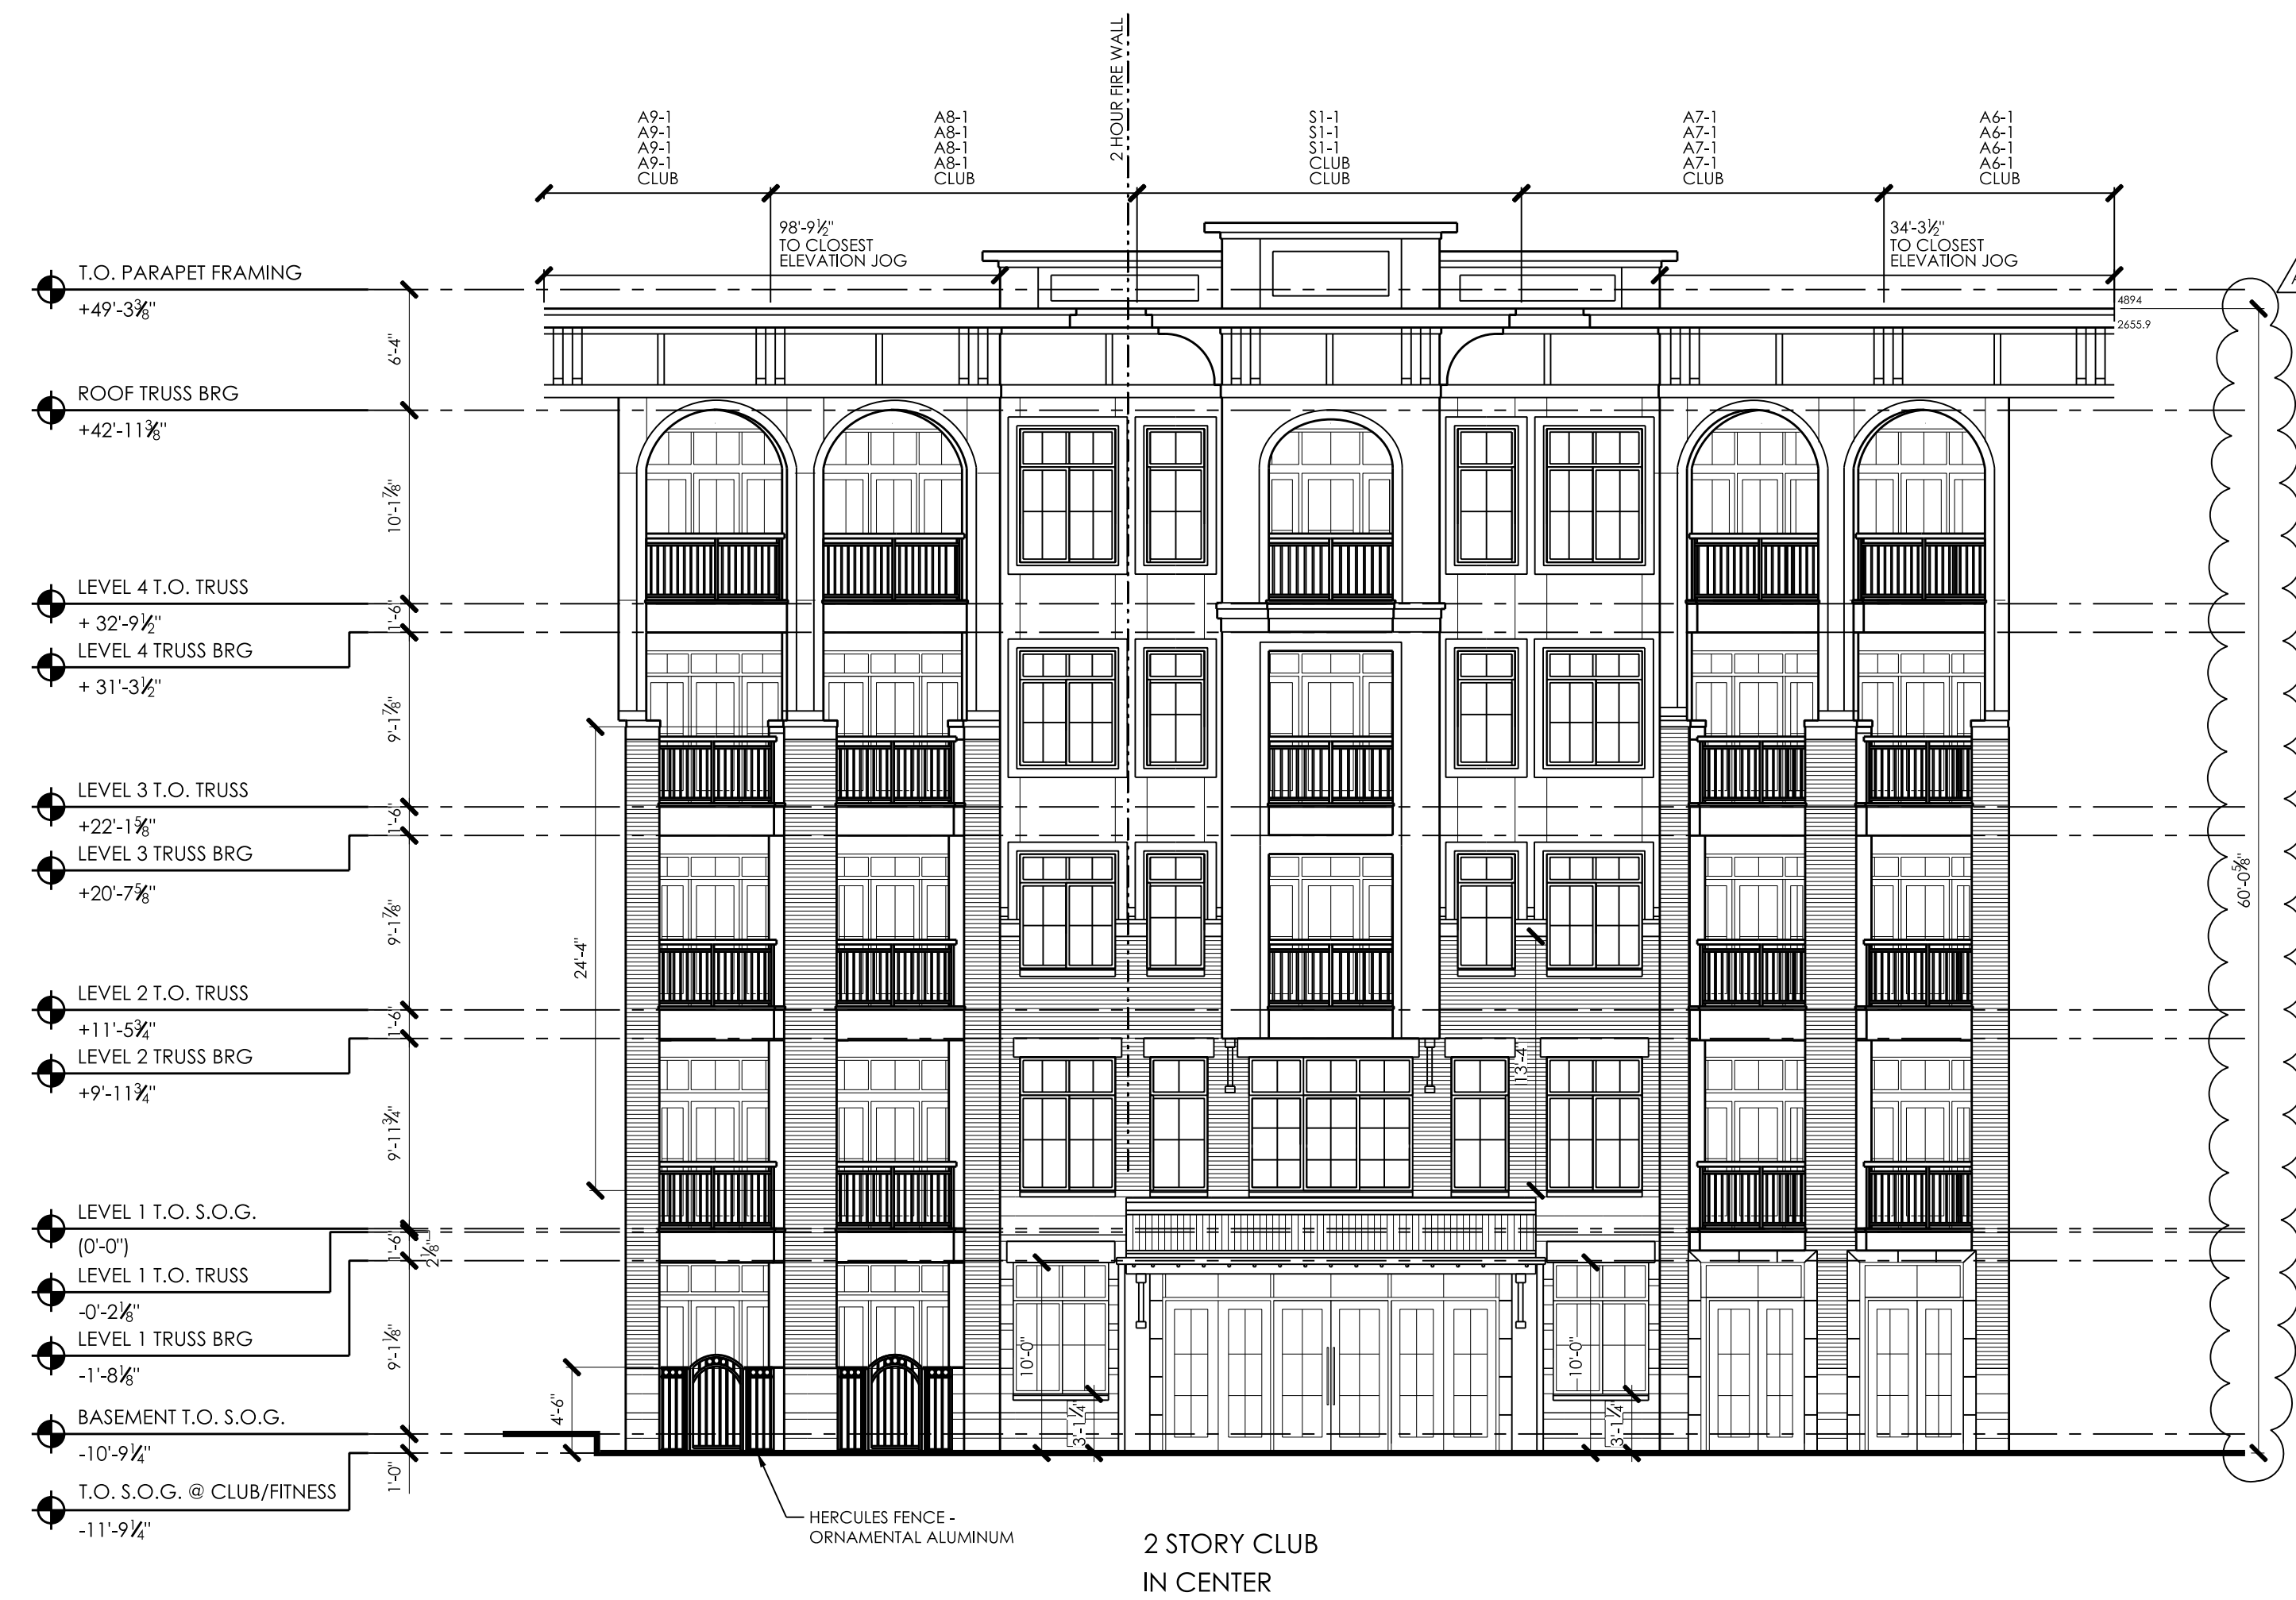 2 HOUR FIRE WALL
A9-1
A9-1
A9-1
A9-1
CLUB
A8-1
A8-1
A8-1
A8-1
CLUB
S1-1
S1-1
S1-1
CLUB
CLUB
A7-1
A7-1
A7-1
A7-1
CLUB
A6-1
A6-1
A6-1
A6-1
CLUB
98'-9½"
TO CLOSEST
ELEVATION JOG
34'-3½"
TO CLOSEST
ELEVATION JOG
4894
2655.9
T.O. PARAPET FRAMING
+49'-3⅜"
ROOF TRUSS BRG
+42'-11⅜"
LEVEL 4 T.O. TRUSS
+ 32'-9½"
LEVEL 4 TRUSS BRG
+ 31'-3½"
LEVEL 3 T.O. TRUSS
+22'-1⅝"
LEVEL 3 TRUSS BRG
+20'-7⅝"
LEVEL 2 T.O. TRUSS
+11'-5¾"
LEVEL 2 TRUSS BRG
+9'-11¾"
LEVEL 1 T.O. S.O.G.
(0'-0")
LEVEL 1 T.O. TRUSS
-0'-2⅛"
LEVEL 1 TRUSS BRG
-1'-8⅛"
BASEMENT T.O. S.O.G.
-10'-9¼"
T.O. S.O.G. @ CLUB/FITNESS
-11'-9¼"
6'-4"
10'-1⅞"
1'-6"
9'-1⅞"
1'-6"
9'-1⅞"
1'-6"
9'-11¾"
1'-6"
2⅛"
9'-1⅛"
1'-0"
24'-4"
4'-6"
13'-4"
10'-0"
3'-1¼"
10'-0"
3'-1¼"
60'-0⅝"
HERCULES FENCE -
ORNAMENTAL ALUMINUM
2 STORY CLUB
IN CENTER